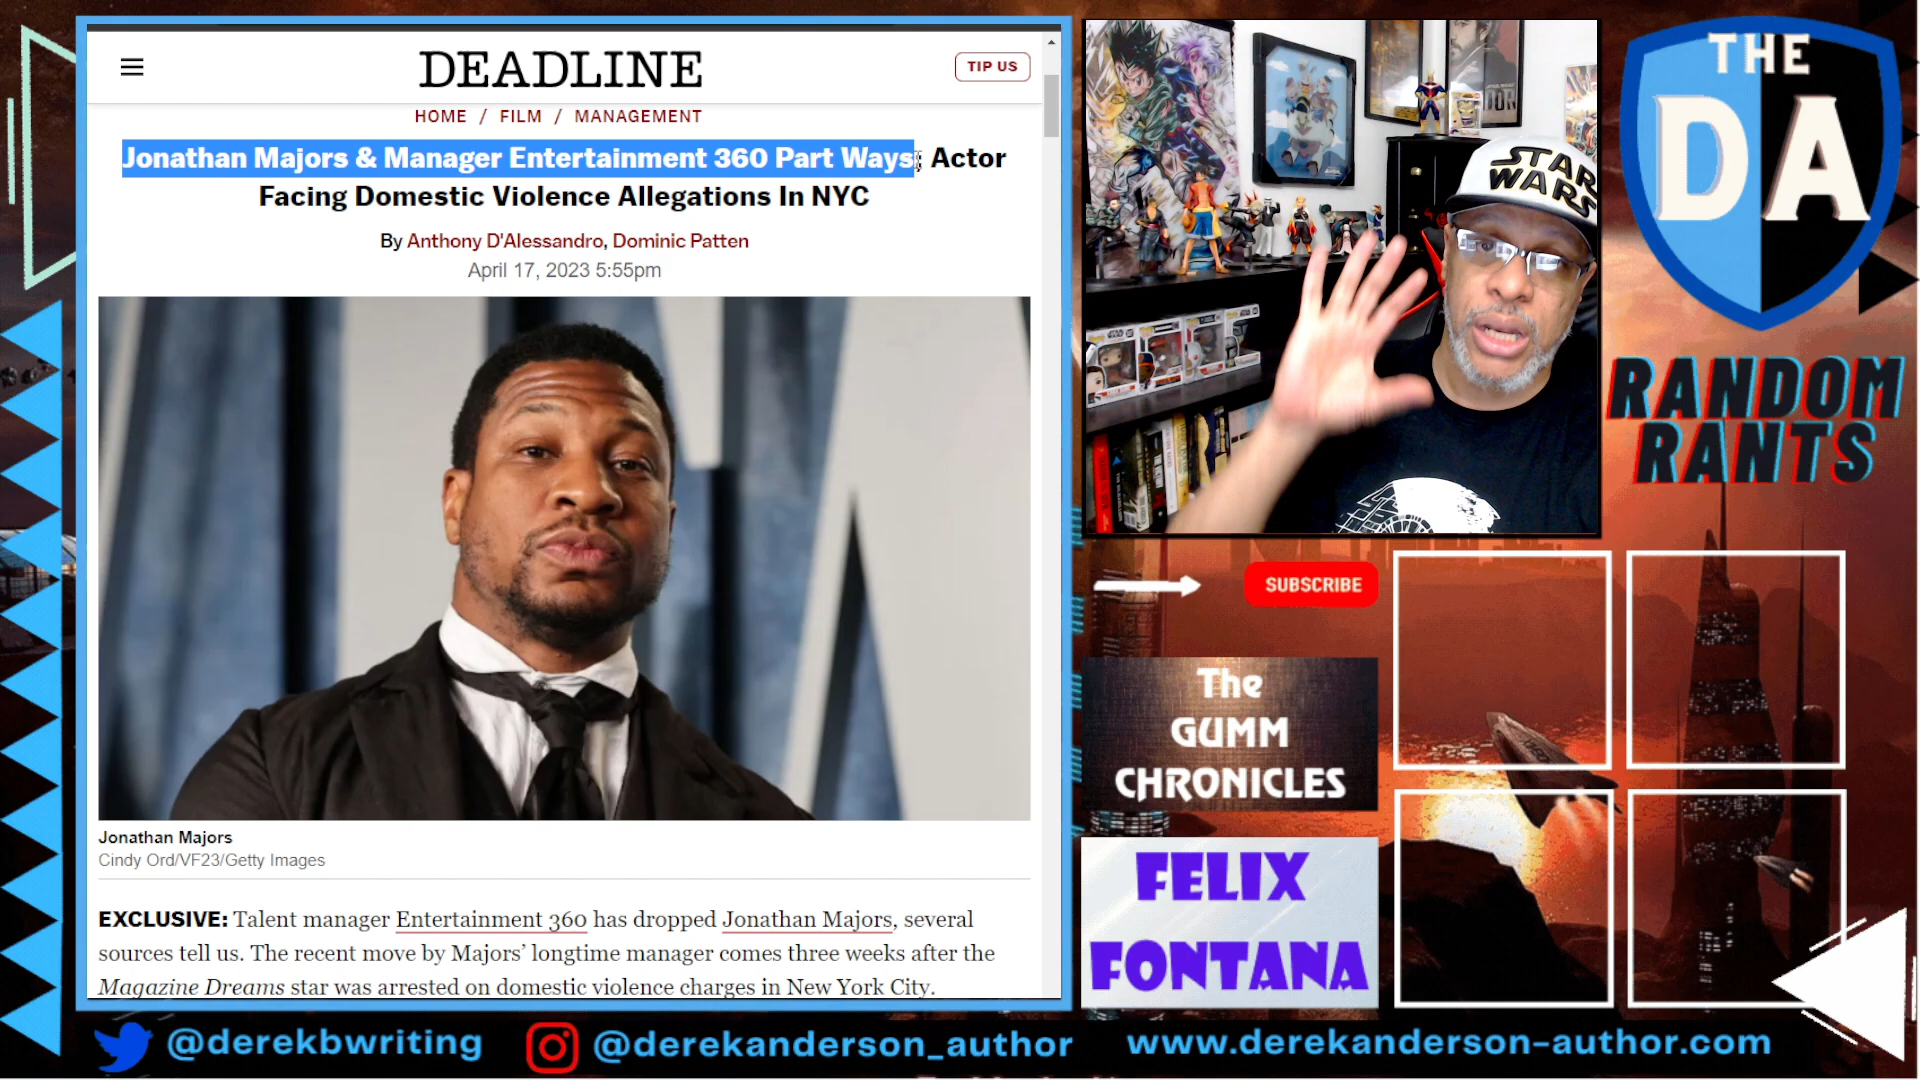 DEADLINE
TIP US
HOME / FILM / MANAGEMENT
Jonathan Majors & Manager Entertainment 360 Part Ways; Actor
Facing Domestic Violence Allegations In NYC
By Anthony D'Alessandro, Dominic Patten
April 17, 2023 5:55pm
Jonathan Majors
Cindy Ord/VF23/Getty Images
EXCLUSIVE: Talent manager Entertainment 360 has dropped Jonathan Majors, several
sources tell us. The recent move by Majors’ longtime manager comes three weeks after the
Magazine Dreams star was arrested on domestic violence charges in New York City.
STAR
WARS
THE
DA
RANDOM
RANTS
SUBSCRIBE
The
GUMM
CHRONICLES
FELIX
FONTANA
@derekbwriting
@derekanderson_author
www.derekanderson-author.com